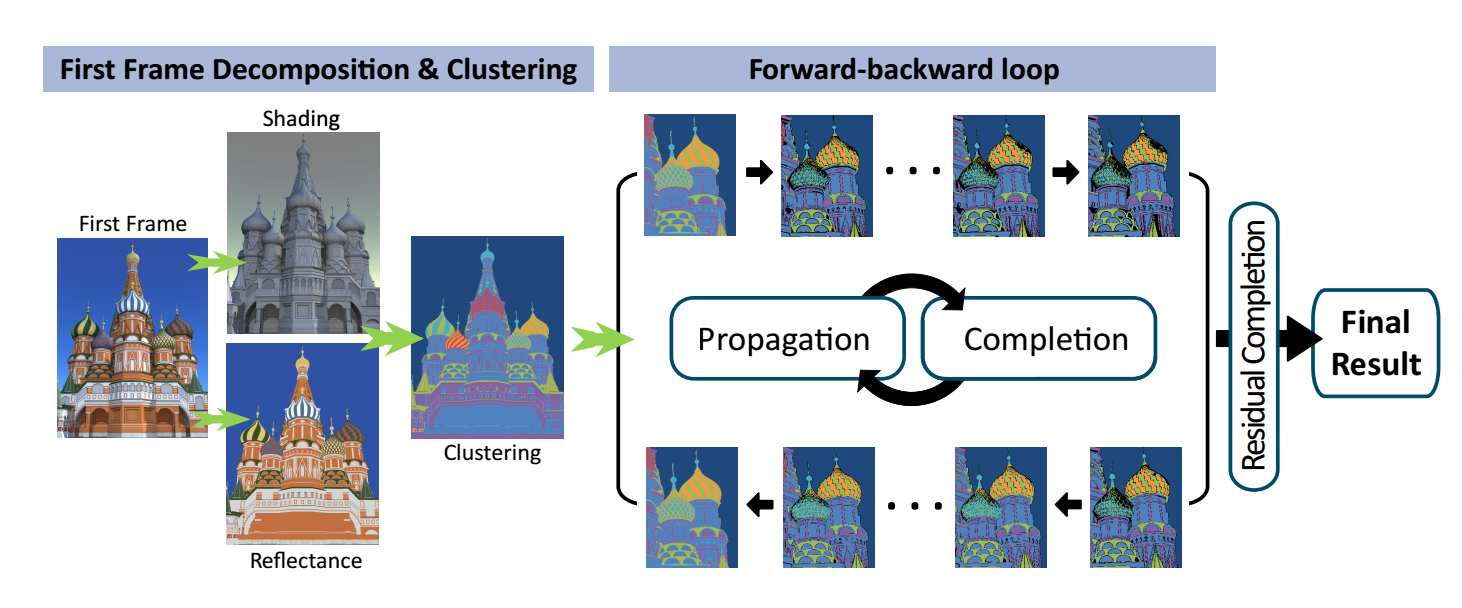 First Frame Decomposition & Clustering
Forward-backward loop
Shading
First Frame
Reflectance
Clustering
Propagation
Completion
Residual Completion
Final
Result